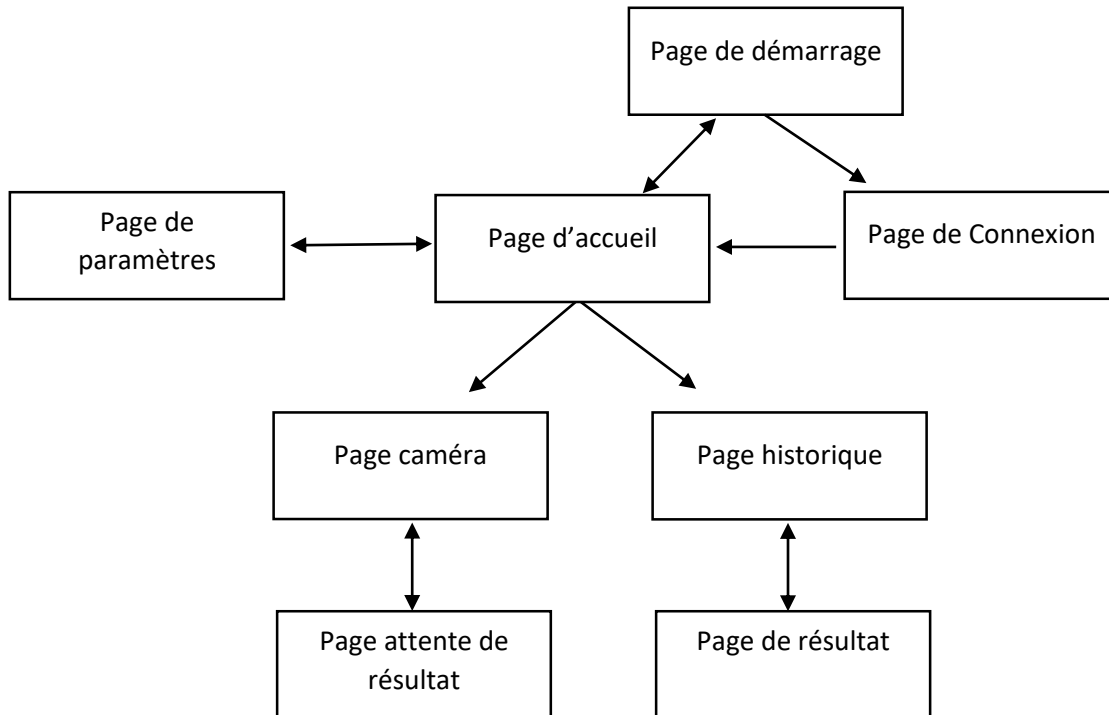 Page de démarrage
Page de
paramètres
Page d’accueil
Page de Connexion
Page caméra
Page historique
Page attente de
résultat
Page de résultat